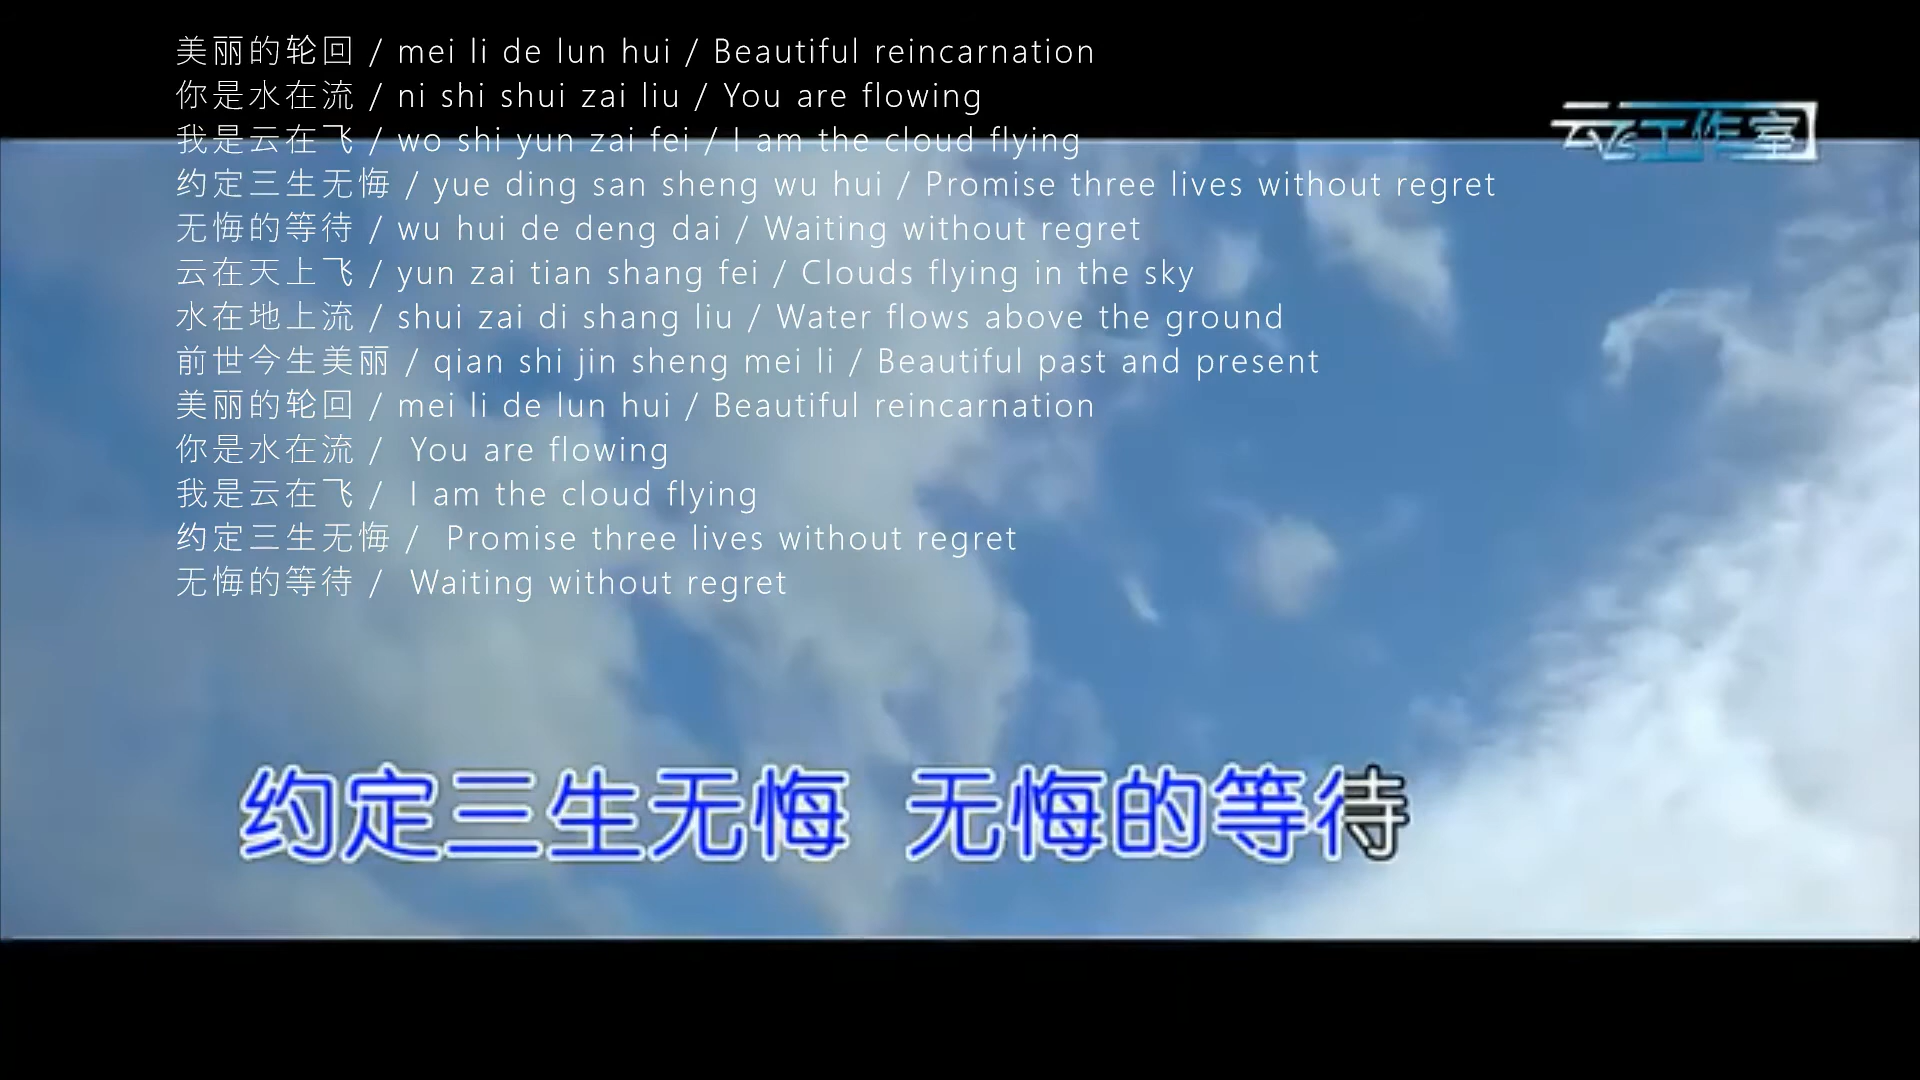 美丽的轮回 / mei li de lun hui / Beautiful reincarnation
你是水在流 / ni shi shui zai liu / You are flowing
我是云在飞 / wo shi yun zai fei / I am the cloud flying
约定三生无悔 / yue ding san sheng wu hui / Promise three lives without regret
无悔的等待 / wu hui de deng dai / Waiting without regret
云在天上飞 / yun zai tian shang fei / Clouds flying in the sky
水在地上流 / shui zai di shang liu / Water flows above the ground
前世今生美丽 / qian shi jin sheng mei li / Beautiful past and present
美丽的轮回 / mei li de lun hui / Beautiful reincarnation
你是水在流 /  You are flowing
我是云在飞 /  I am the cloud flying
约定三生无悔 /  Promise three lives without regret
无悔的等待 /  Waiting without regret
工作室
约定三生无悔 无悔的等待